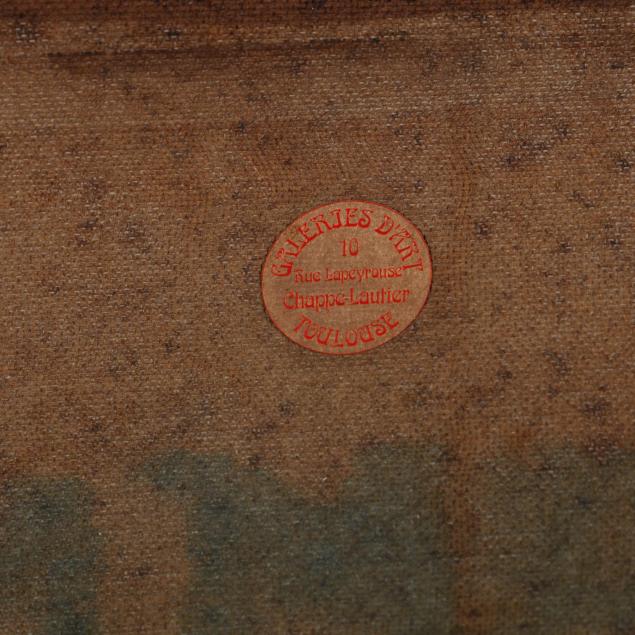 GALERIES D'ART
10
Rue Lapeyrouse
Chappe-Lautier
TOULOUSE